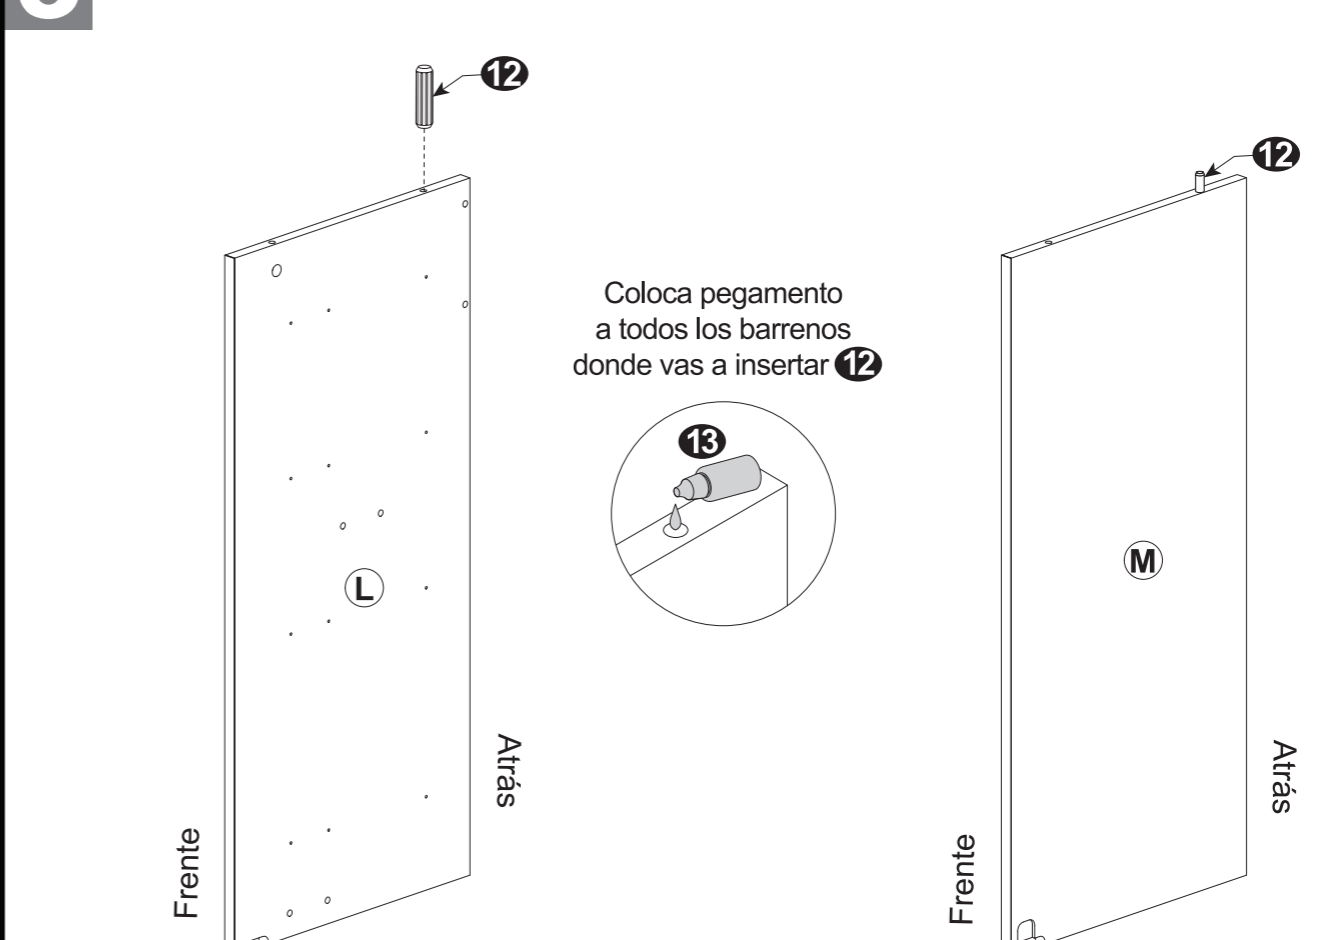 12
12
Coloca pegamento
a todos los barrenos
donde vas a insertar 12
13
L
M
Atrás
Frente
Atrás
Frente